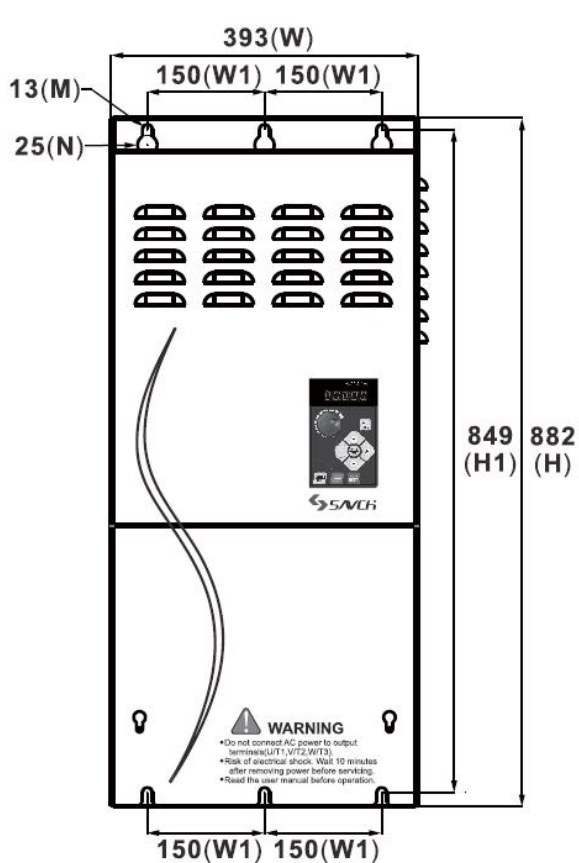 393(W)
150(W1) 150(W1)
13(M)
25(N)
849
(H1)
882
(H)
SAVCH
WARNING
•Do not connect AC power to output
terminals(U/T1,V/T2,W/T3).
•Risk of electrical shock. Wait 10 minutes
after removing power before servicing.
•Read the user manual before operation.
150(W1) 150(W1)